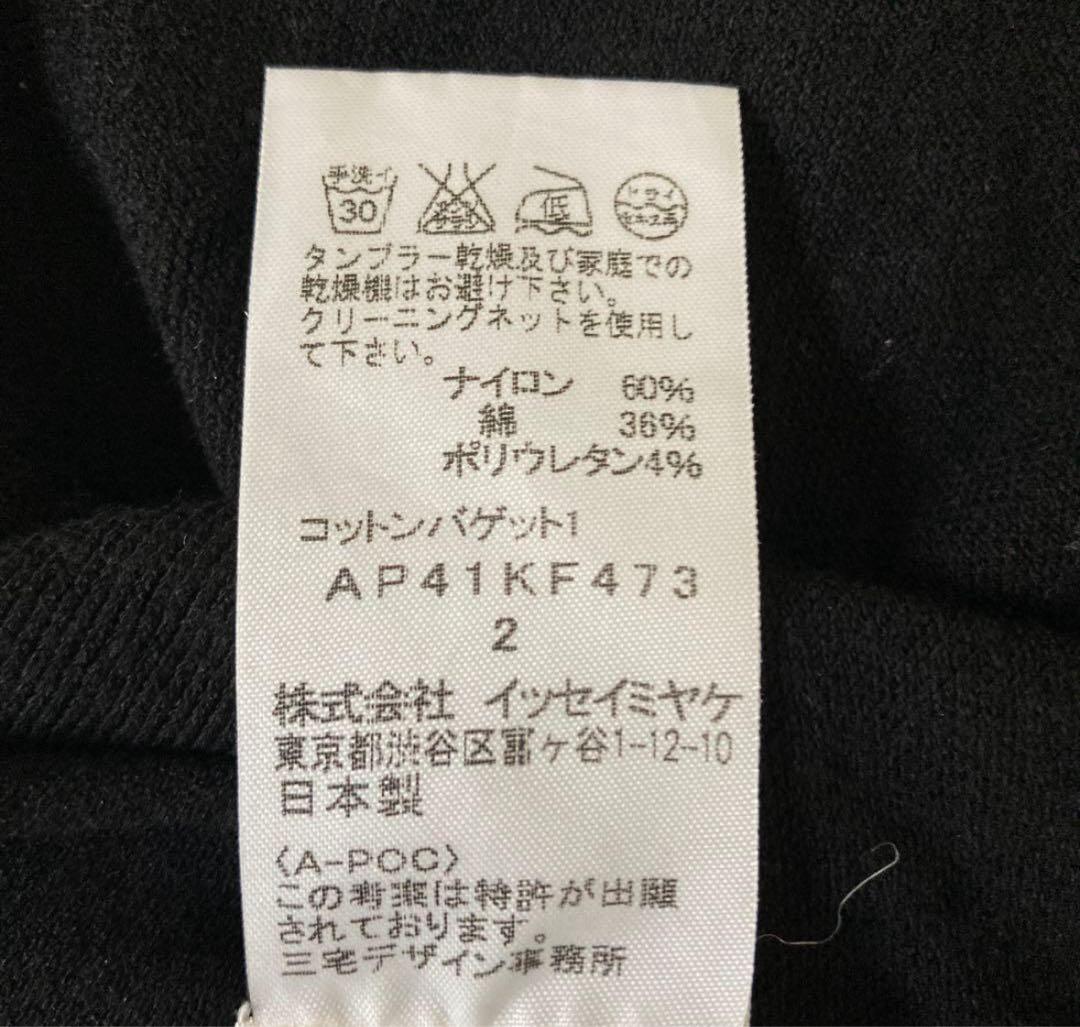 手洗イ
30
低
ドライ
タンブラー乾燥及び家庭での
乾燥機はお避け下さい。
クリーニングネットを使用し
て下さい。
ナイロン 60%
綿 36%
ポリウレタン4%
コットンバゲット1
AP41KF473
2
株式会社 イッセイミヤケ
東京都渋谷区富ヶ谷1-12-10
日本製
〈A-POC〉
この考案は特許が出願
されております。
三宅デザイン事務所